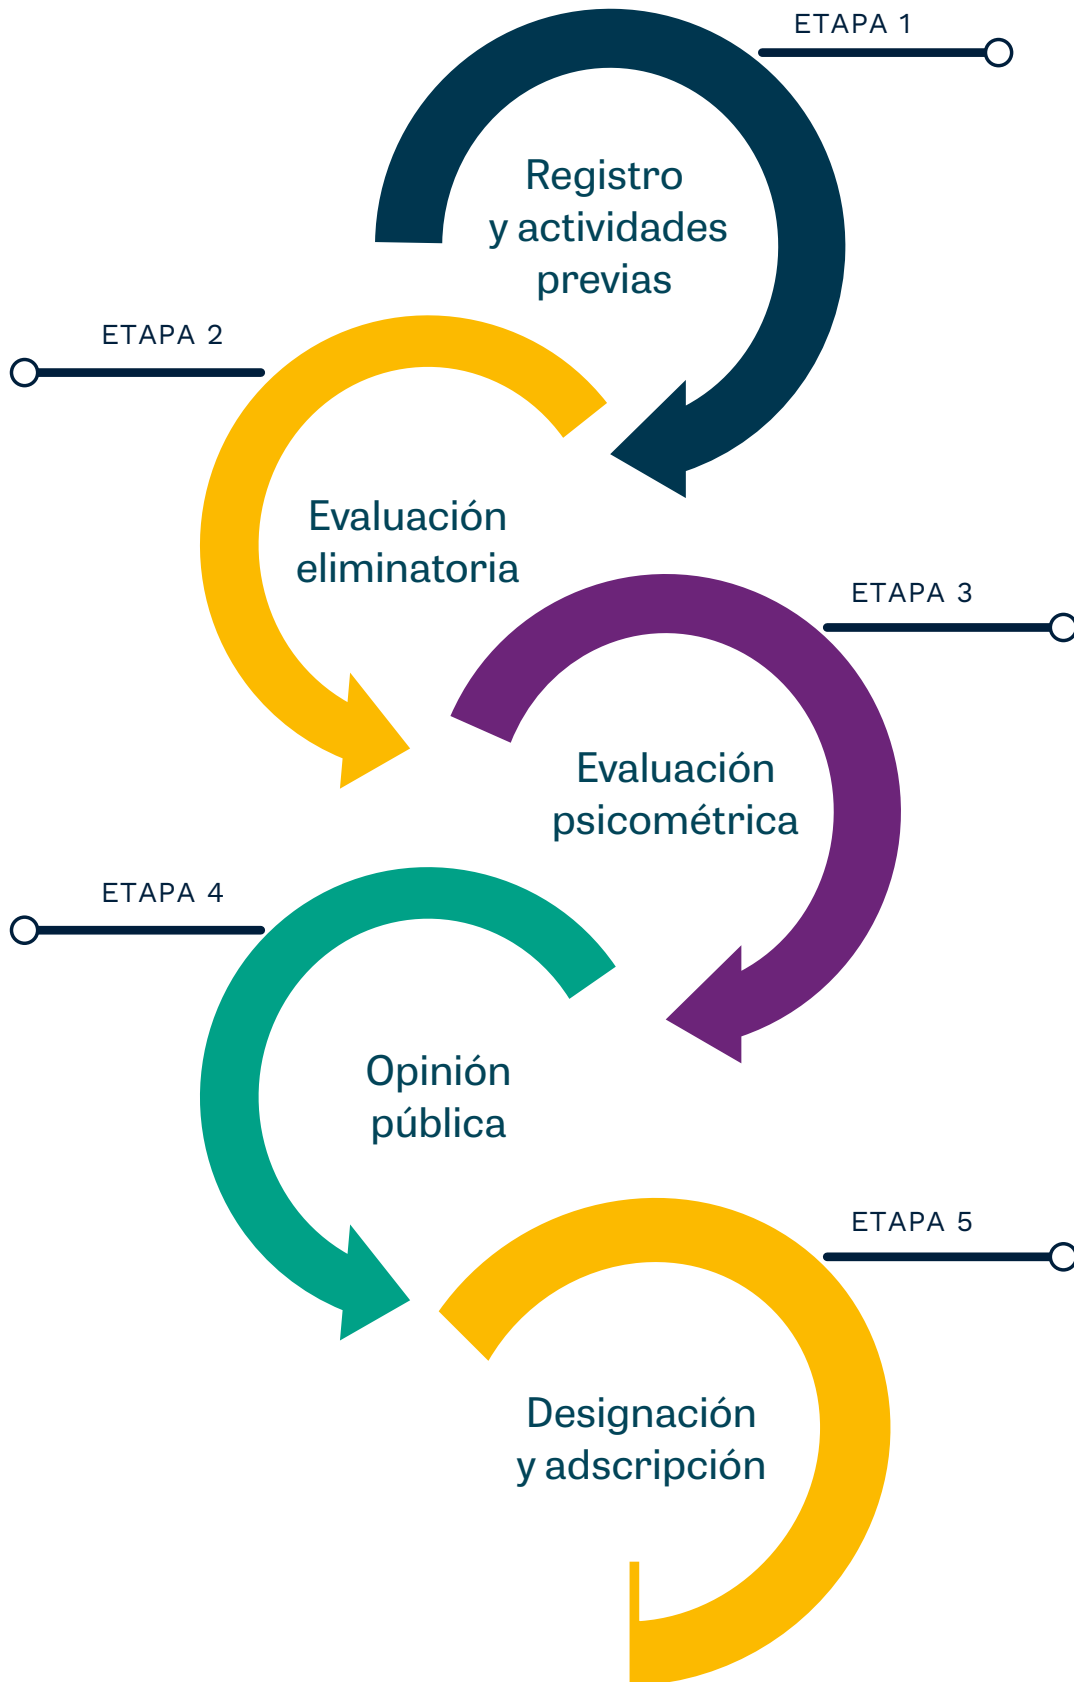 ETAPA 1
Registro
y actividades
previas
ETAPA 2
Evaluación
eliminatoria
ETAPA 3
Evaluación
psicométrica
ETAPA 4
Opinión
pública
ETAPA 5
Designación
y adscripción